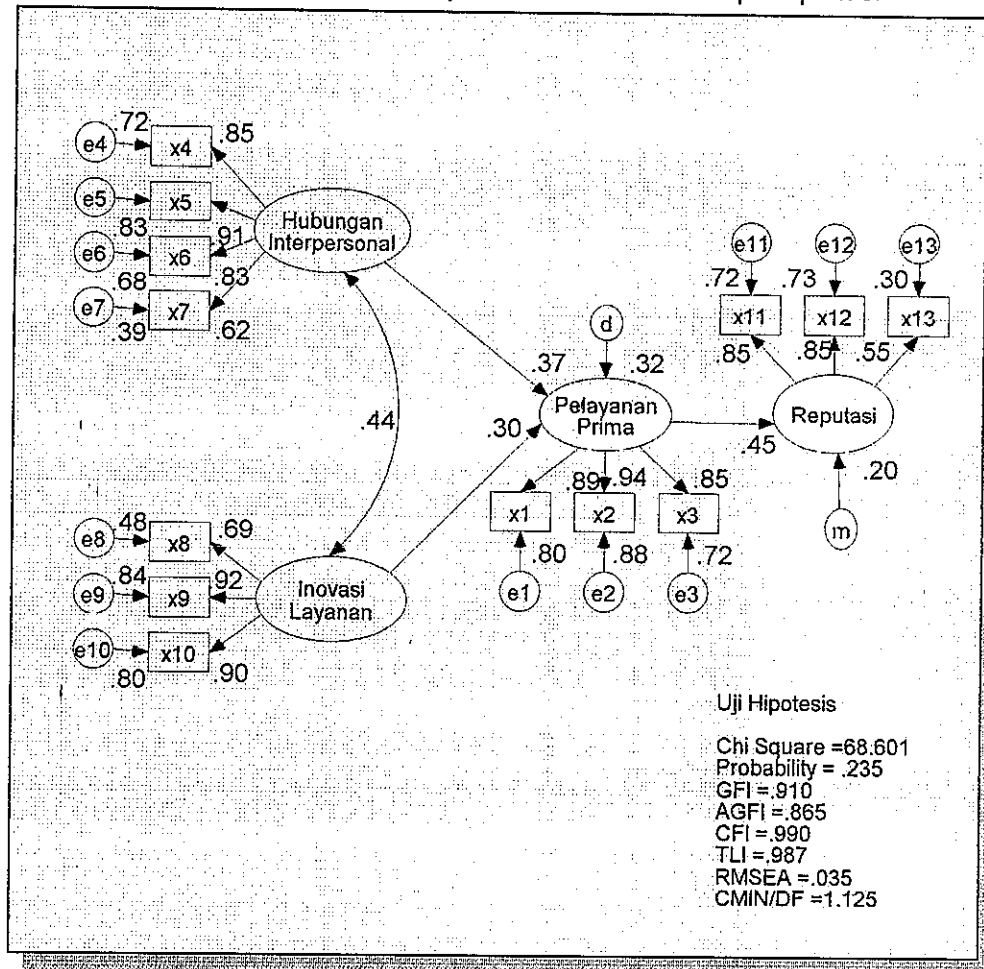 .72
.85
e4
x4
e5
x5
.83
.91
e6
x6
.68
.83
e7
x7
.39
.62
Hubungan
Interpersonal
.44
.37
.30
d
.32
Pelayanan
Prima
.45
e11
e12
e13
.72
.73
.30
x11
x12
x13
.85
.85
.55
Reputasi
.20
m
.89
.94
.85
x1
x2
x3
.80
.88
.72
e1
e2
e3
.48
.69
e8
x8
.84
.92
e9
x9
e10
x10
.80
.90
Inovasi
Layanan
Uji Hipotesis
Chi Square =68.601
Probability = .235
GFI =.910
AGFI =.865
CFI =.990
TLI =.987
RMSEA =.035
CMIN/DF =1.125